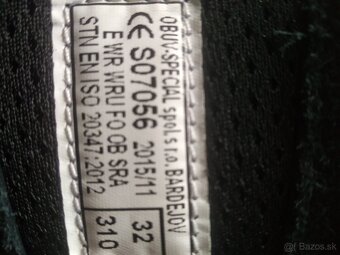 OBUV-SPECIAL spol.s r.o. BARDEJOV
CE S07056 2015/11 32
E WR WRU FO OB SRA
STN EN ISO 20347:2012 310
© Bazos.sk